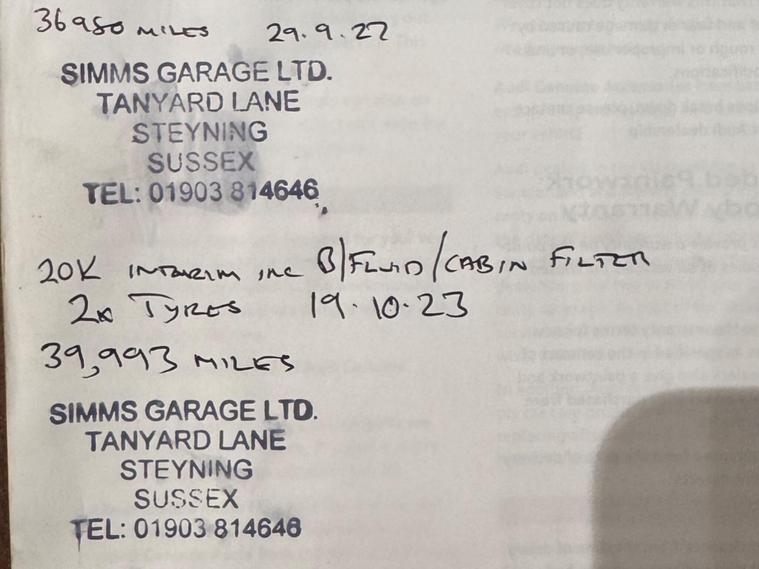 36980 MILES 29.9.22
SIMMS GARAGE LTD.
TANYARD LANE
STEYNING
SUSSEX
TEL: 01903 814646
20K INTERIM INC B/FLUID/CABIN FILTER
2x TYRES 19.10.23
39,993 MILES
SIMMS GARAGE LTD.
TANYARD LANE
STEYNING
SUSSEX
TEL: 01903 814646